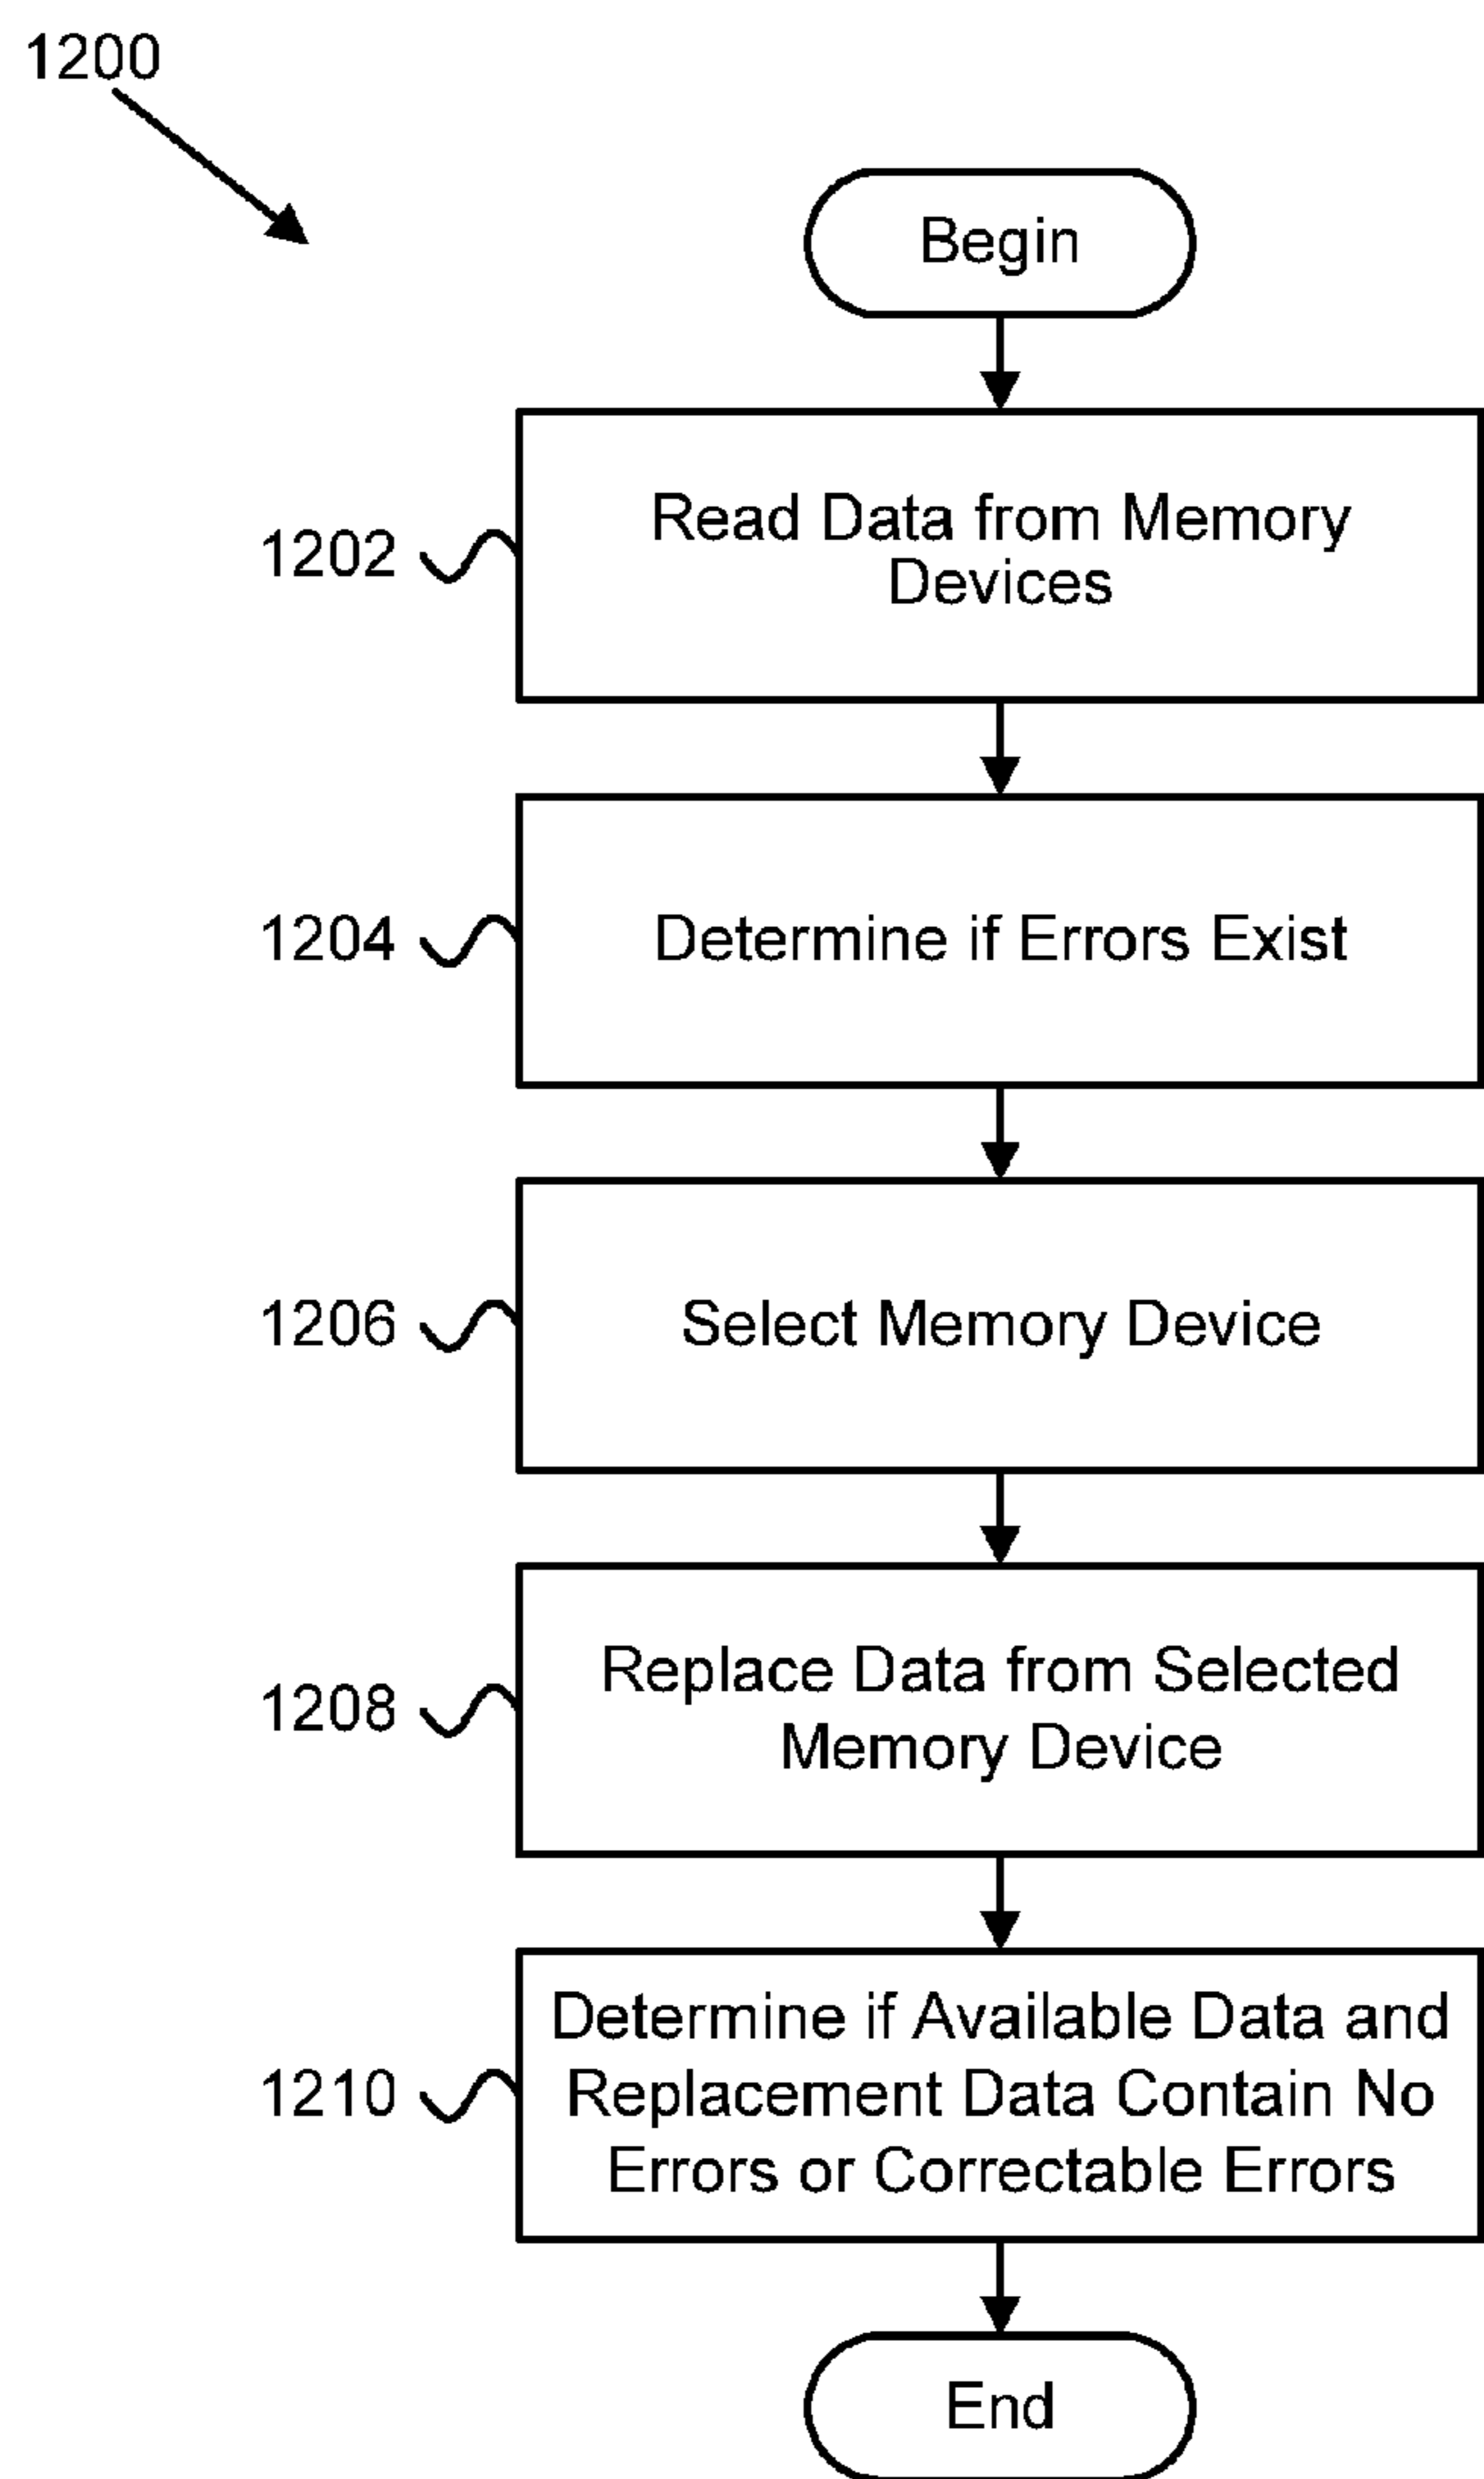 1200
Begin
1202
Read Data from Memory
Devices
1204
Determine if Errors Exist
1206
Select Memory Device
1208
Replace Data from Selected
Memory Device
1210
Determine if Available Data and
Replacement Data Contain No
Errors or Correctable Errors
End